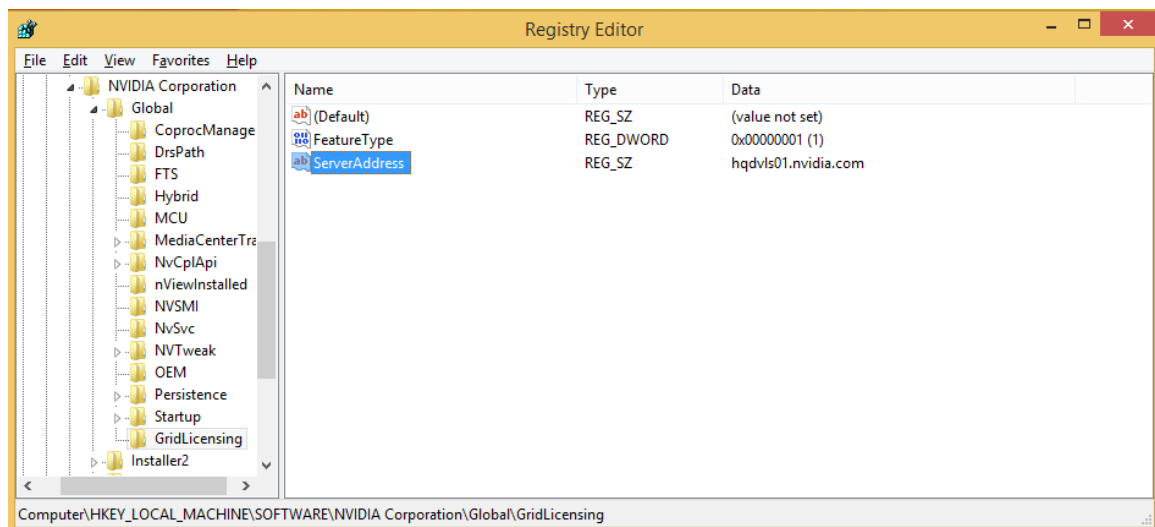 Registry Editor
File Edit View Favorites Help
NVIDIA Corporation
Global
CoprocManage
DrsPath
FTS
Hybrid
MCU
MediaCenterTra
NvCplApi
nViewInstalled
NVSMI
NvSvc
NVTweak
OEM
Persistence
Startup
GridLicensing
Installer2
Name Type Data
ab (Default) REG_SZ (value not set)
FeatureType REG_DWORD 0x00000001 (1)
ab ServerAddress REG_SZ hqdvls01.nvidia.com
Computer\HKEY_LOCAL_MACHINE\SOFTWARE\NVIDIA Corporation\Global\GridLicensing